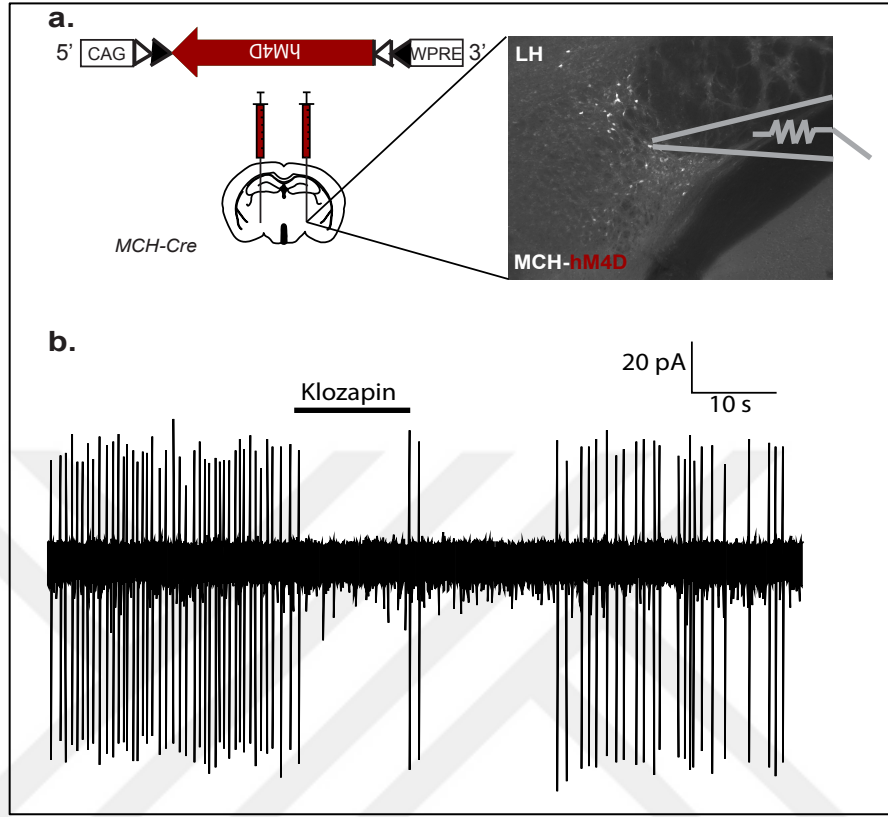 a.
5' CAG hM4D WPRE 3'
LH
MCH-Cre
MCH-hM4D
b.
Klozapin
20 pA
10 s